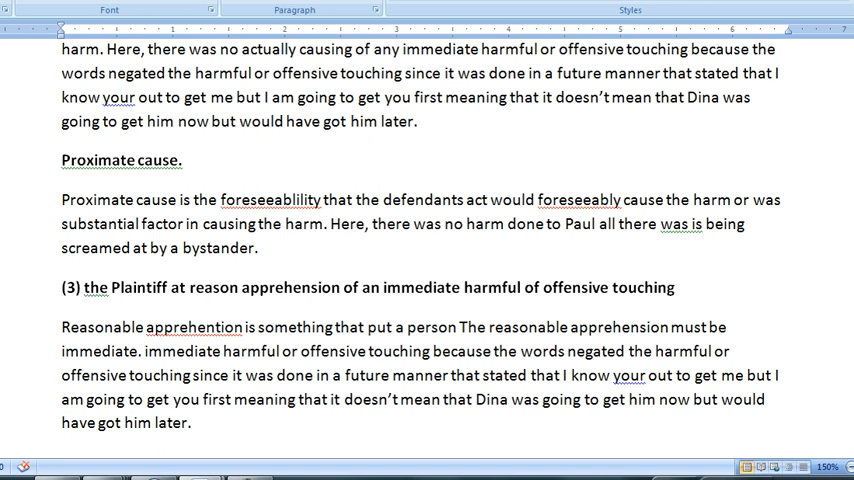 Font Paragraph Styles
1 2 3 4 5 6 7
harm. Here, there was no actually causing of any immediate harmful or offensive touching because the
words negated the harmful or offensive touching since it was done in a future manner that stated that I
know your out to get me but I am going to get you first meaning that it doesn't mean that Dina was
going to get him now but would have got him later.
Proximate cause.
Proximate cause is the foreseeablility that the defendants act would foreseeably cause the harm or was
substantial factor in causing the harm. Here, there was no harm done to Paul all there was is being
screamed at by a bystander.
(3) the Plaintiff at reason apprehension of an immediate harmful of offensive touching
Reasonable apprehention is something that put a person The reasonable apprehension must be
immediate. immediate harmful or offensive touching because the words negated the harmful or
offensive touching since it was done in a future manner that stated that I know your out to get me but I
am going to get you first meaning that it doesn't mean that Dina was going to get him now but would
have got him later.
150%